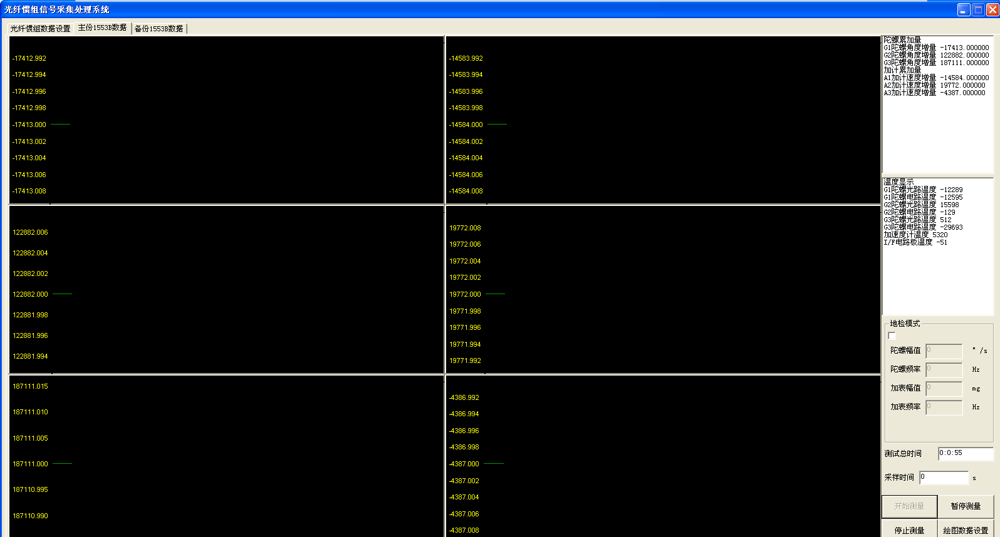 光纤惯组信号采集处理系统
光纤惯组数据设置
主份1553B数据
备份1553B数据
-17412.992
-17412.994
-17412.996
-17412.998
-17413.000
-17413.002
-17413.004
-17413.006
-17413.008
-14583.992
-14583.994
-14583.996
-14583.998
-14584.000
-14584.002
-14584.004
-14584.006
-14584.008
122882.006
122882.004
122882.002
122882.000
122881.998
122881.996
122881.994
19772.008
19772.006
19772.004
19772.002
19772.000
19771.998
19771.996
19771.994
19771.992
187111.015
187111.010
187111.005
187111.000
187110.995
187110.990
-4386.992
-4386.994
-4386.996
-4386.998
-4387.000
-4387.002
-4387.004
-4387.006
-4387.008
陀螺累加量
G1陀螺角度增量 -17413.000000
G2陀螺角度增量 122882.000000
G3陀螺角度增量 187111.000000
加计累加量
A1加计速度增量 -14584.000000
A2加计速度增量 19772.000000
A3加计速度增量 -4387.000000
温度显示
G1陀螺光路温度 -12289
G1陀螺电路温度 -12595
G2陀螺光路温度 15598
G2陀螺电路温度 -129
G3陀螺光路温度 512
G3陀螺电路温度 -29693
加速度计温度 5320
I/F电路板温度 -51
地检模式
陀螺幅值 0 °/s
陀螺频率 0 Hz
加表幅值 0 mg
加表频率 0 Hz
测试总时间 0:0:55
采样时间 0 s
开始测量 暂停测量
停止测量 绘图数据设置